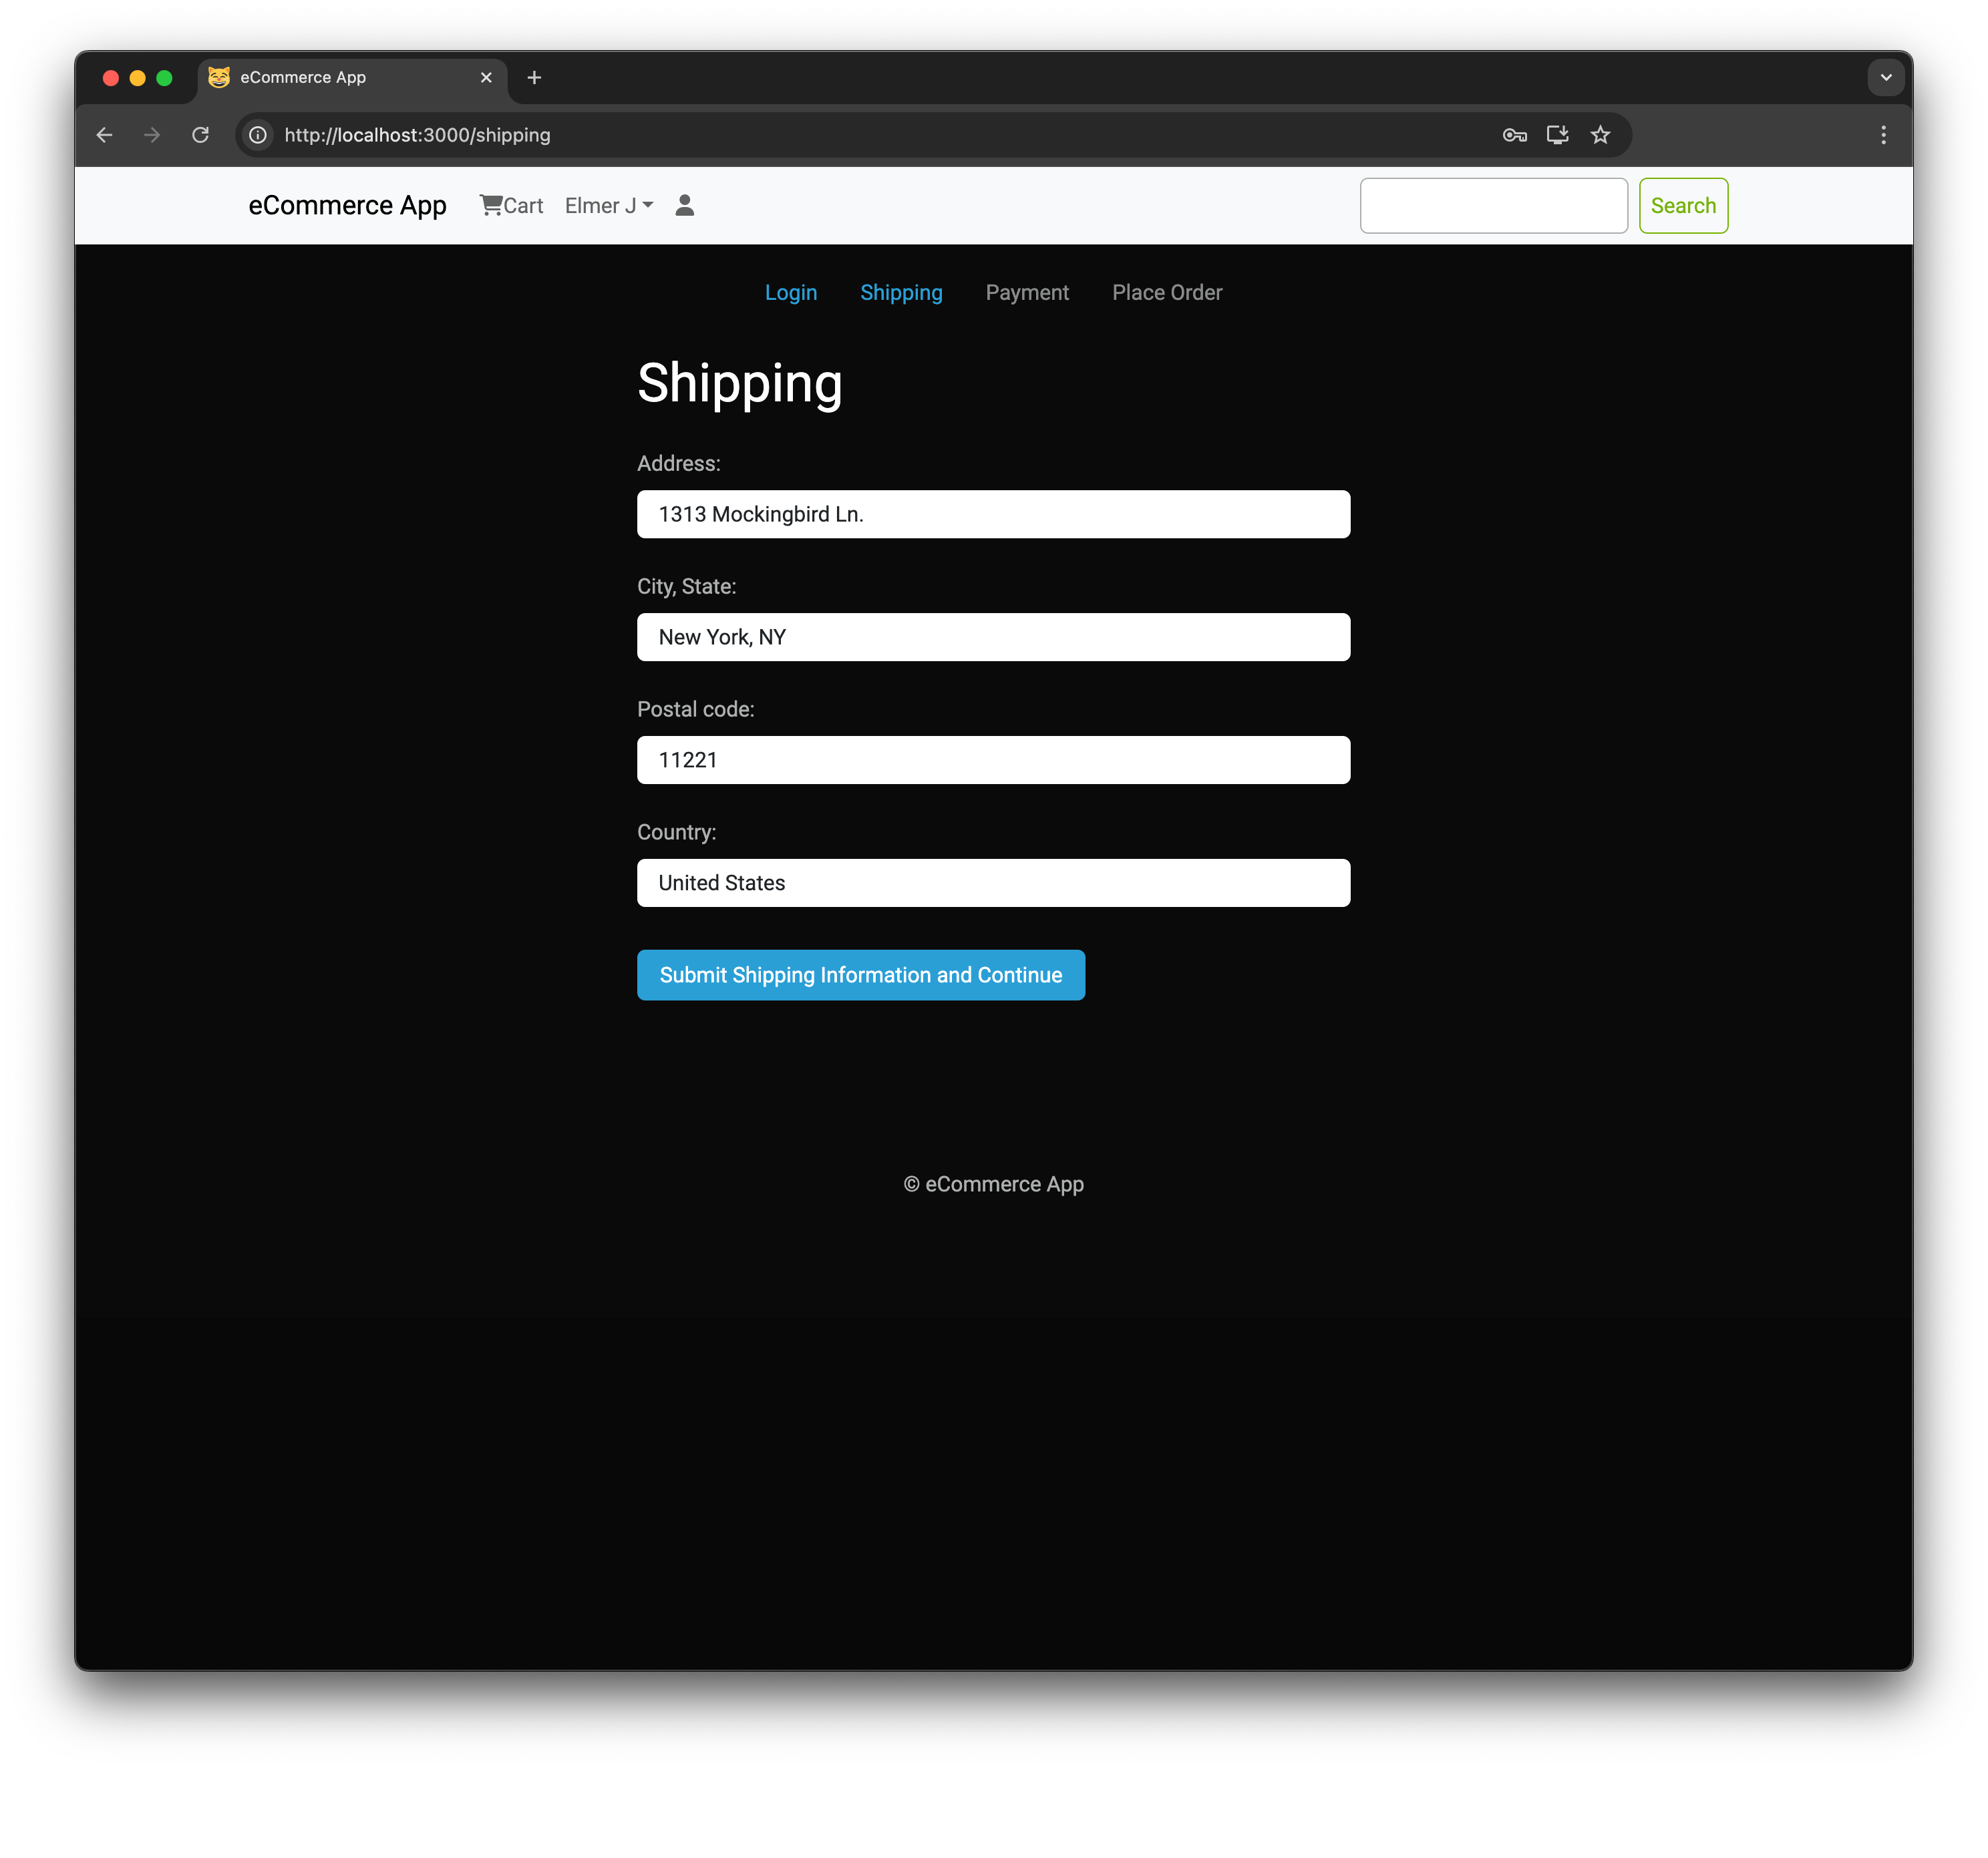 eCommerce App
http://localhost:3000/shipping
eCommerce App Cart Elmer J Search
Login Shipping Payment Place Order
Shipping
Address:
1313 Mockingbird Ln.
City, State:
New York, NY
Postal code:
11221
Country:
United States
Submit Shipping Information and Continue
© eCommerce App